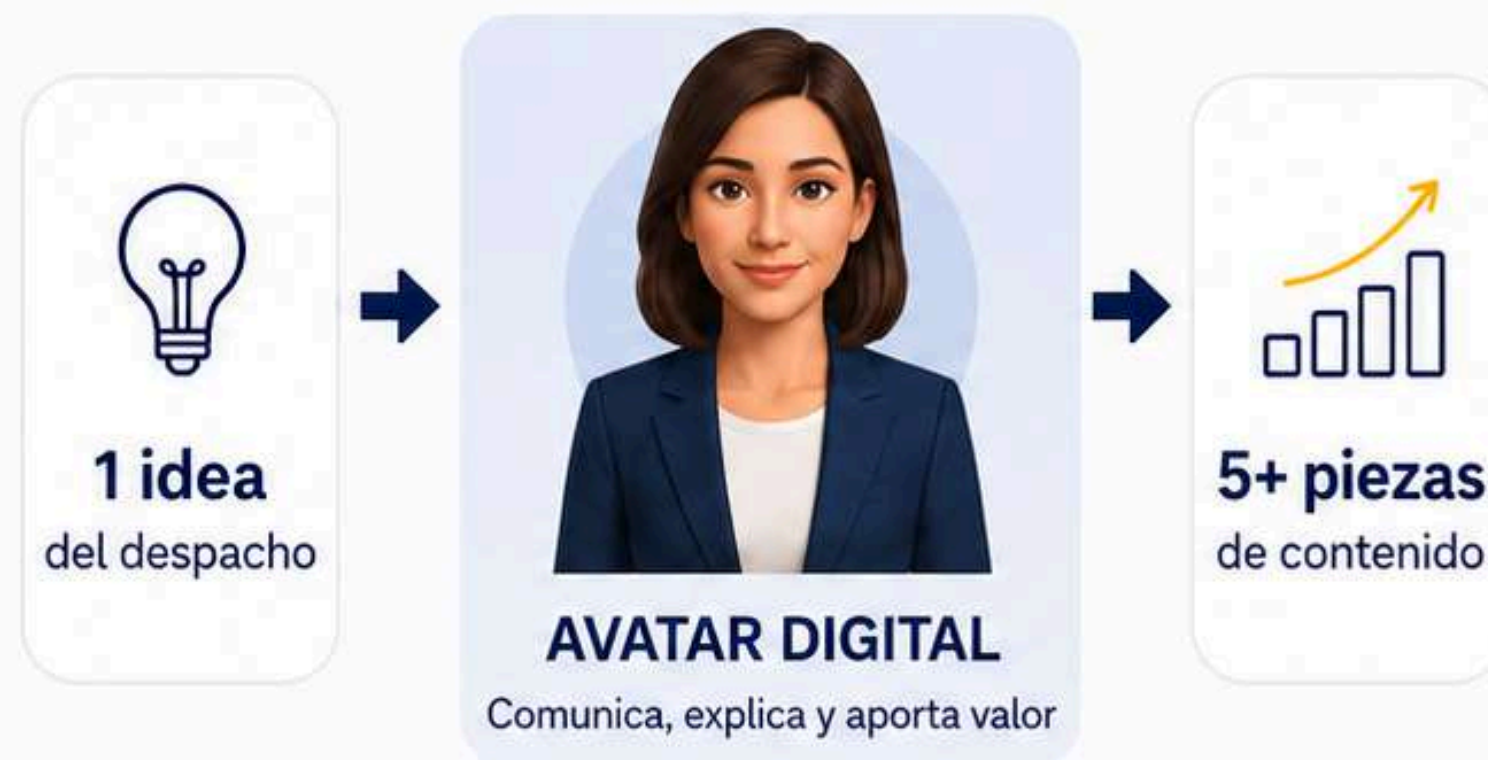 1 idea
del despacho
AVATAR DIGITAL
Comunica, explica y aporta valor
5+ piezas
de contenido